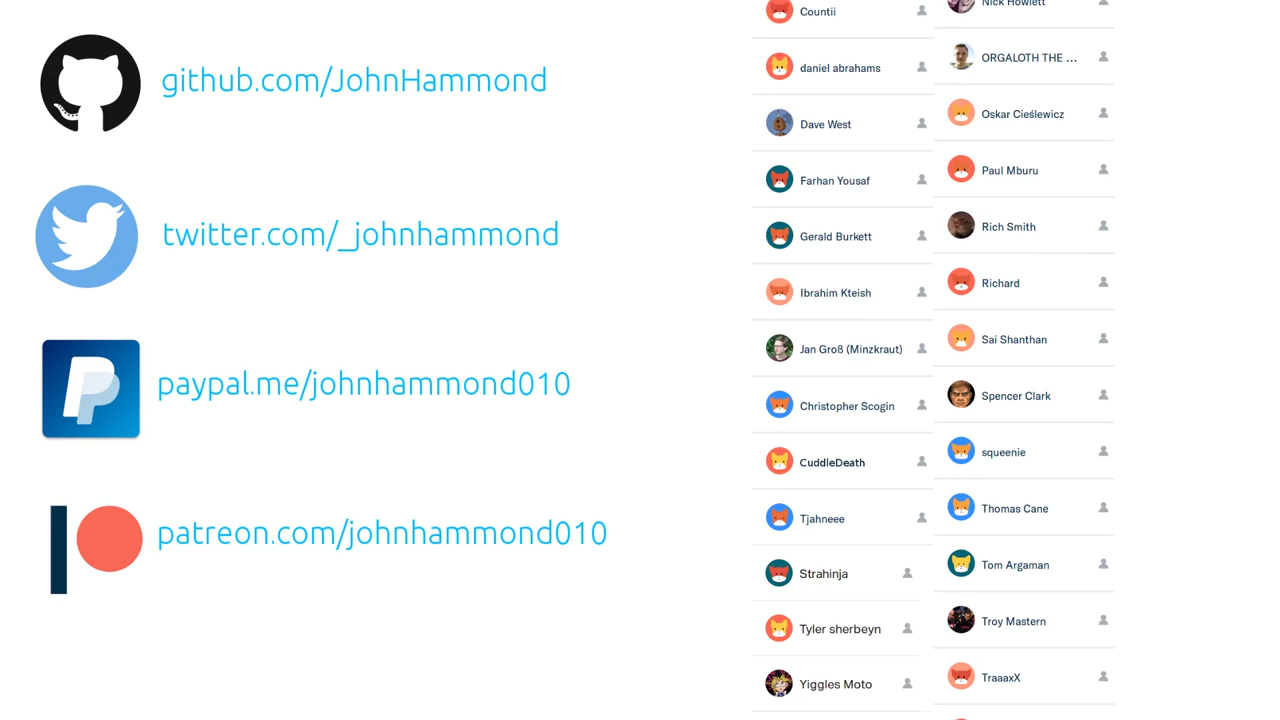 github.com/JohnHammond
twitter.com/_johnhammond
paypal.me/johnhammond010
patreon.com/johnhammond010
Countii
daniel abrahams
Dave West
Farhan Yousaf
Gerald Burkett
Ibrahim Kteish
Jan Groß (Minzkraut)
Christopher Scogin
CuddleDeath
Tjahneee
Strahinja
Tyler sherbeyn
Yiggles Moto
Nick Howlett
ORGALOTH THE ...
Oskar Cieślewicz
Paul Mburu
Rich Smith
Richard
Sai Shanthan
Spencer Clark
squeenie
Thomas Cane
Tom Argaman
Troy Mastern
TraaaxX